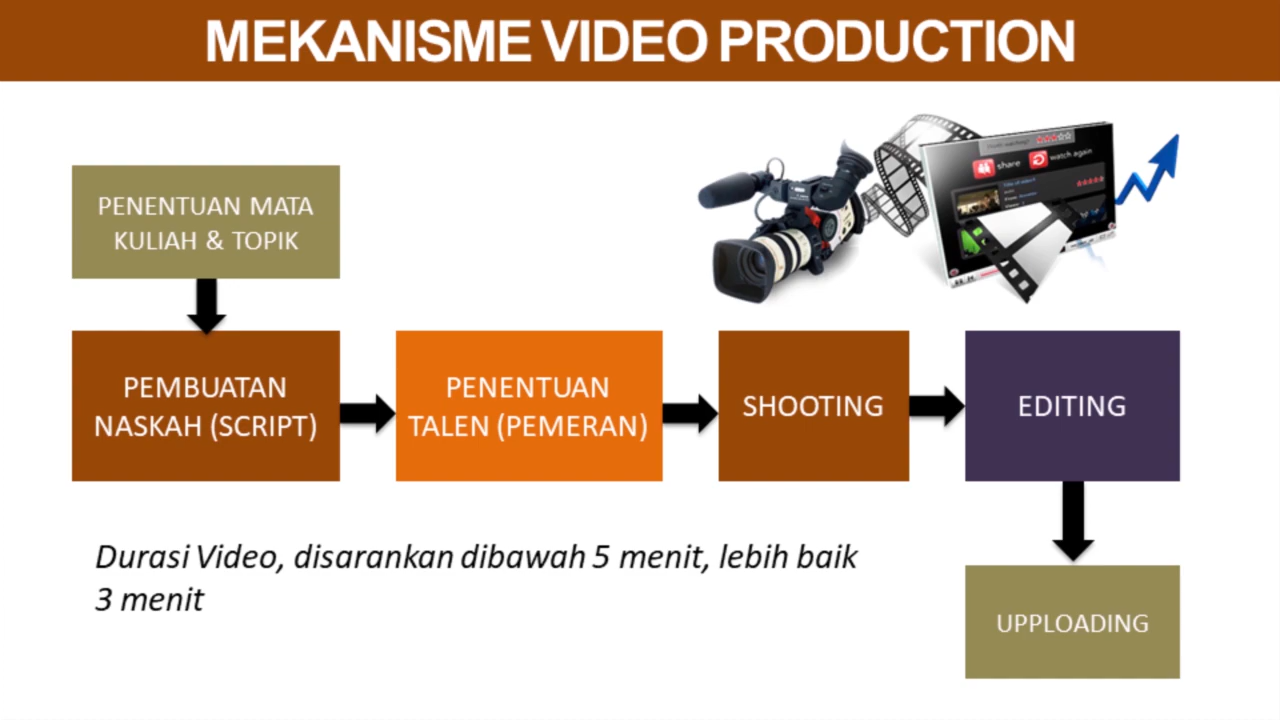 MEKANISME VIDEO PRODUCTION
share
watch again
PENENTUAN MATA
KULIAH & TOPIK
PEMBUATAN
NASKAH (SCRIPT)
PENENTUAN
TALEN (PEMERAN)
SHOOTING
EDITING
Durasi Video, disarankan dibawah 5 menit, lebih baik
3 menit
UPPLOADING